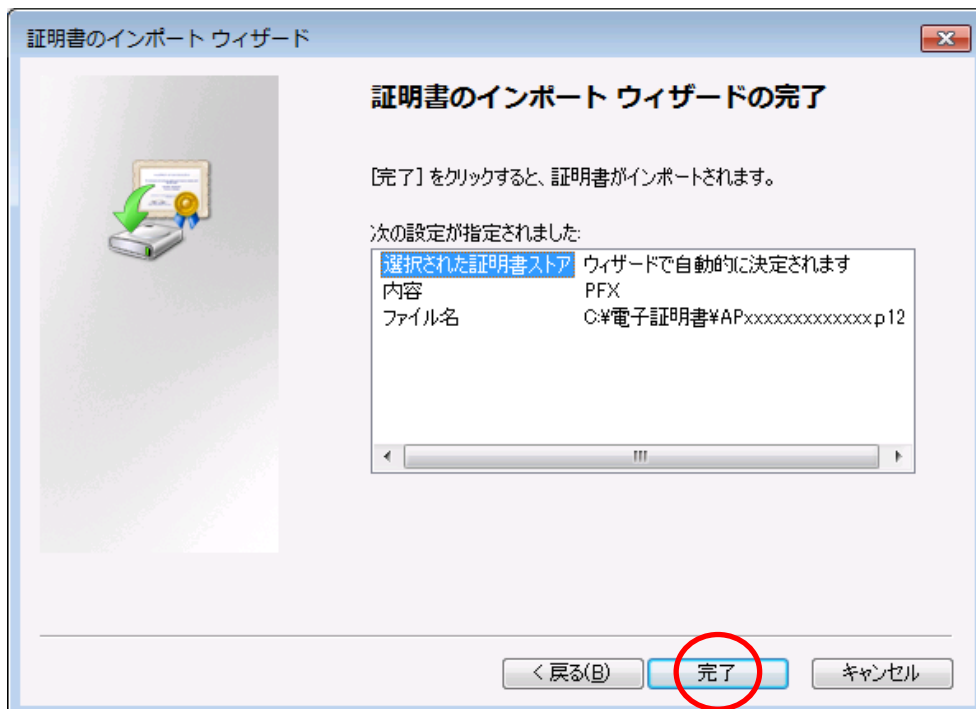 証明書のインポート ウィザード
証明書のインポート ウィザードの完了
[完了] をクリックすると、証明書がインポートされます。
次の設定が指定されました:
選択された証明書ストア ウィザードで自動的に決定されます
内容 PFX
ファイル名 C:¥電子証明書¥APxxxxxxxxxxxxx.p12
< 戻る(B) 完了 キャンセル